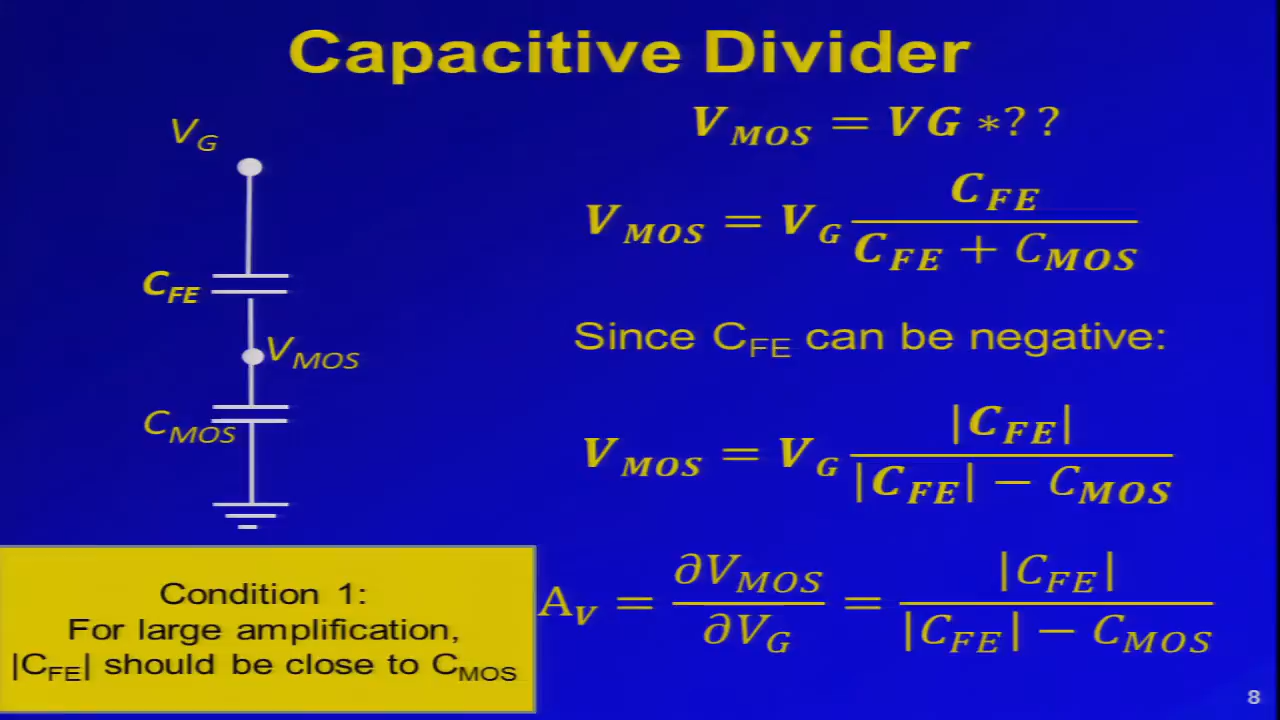 Capacitive Divider
V_G
C_FE
V_MOS
C_MOS
V_MOS = VG *??
V_MOS = V_G C_FE / (C_FE + C_MOS)
Since C_FE can be negative:
V_MOS = V_G |C_FE| / (|C_FE| − C_MOS)
A_V = ∂V_MOS / ∂V_G = |C_FE| / (|C_FE| − C_MOS)
Condition 1:
For large amplification,
|C_FE| should be close to C_MOS
8